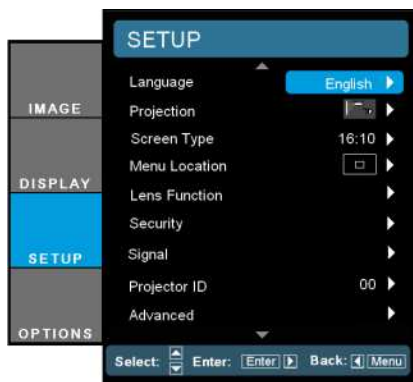 SETUP
Language English
IMAGE Projection
Screen Type 16:10
Menu Location
DISPLAY
Lens Function
Security
SETUP Signal
Projector ID 00
Advanced
OPTIONS
Select: Enter: Enter Back: Menu